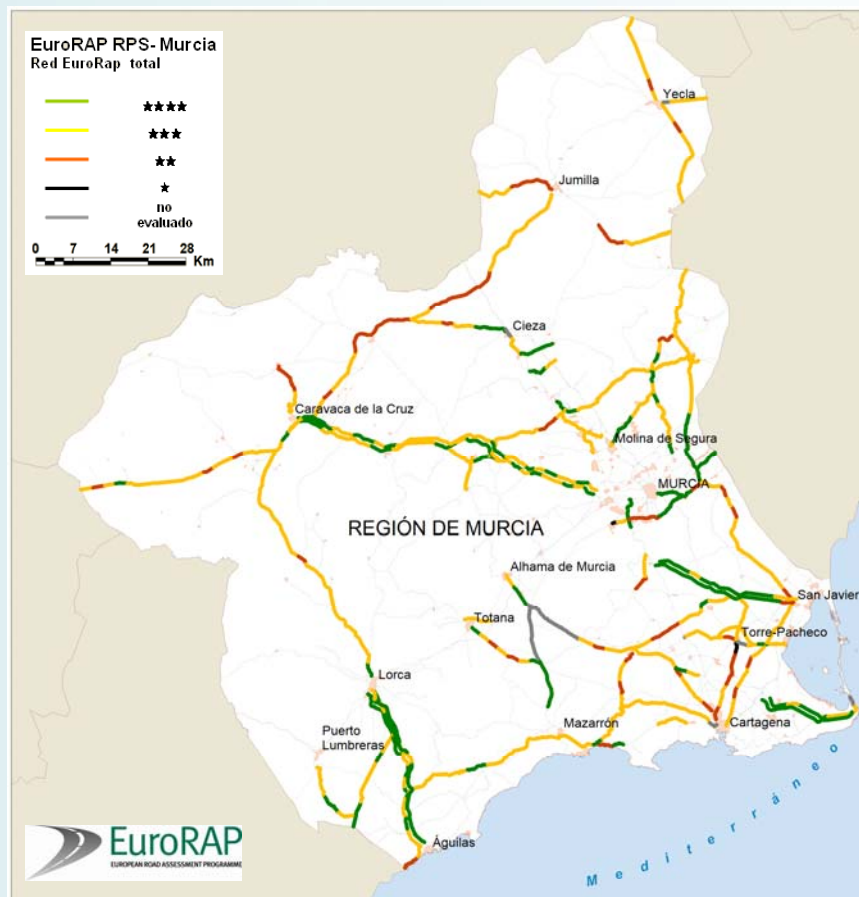 EuroRAP RPS- Murcia
Red EuroRap total
★★★★
★★★
★★
★
no
evaluado
0 7 14 21 28
Km
Yecla
Jumilla
Cieza
Caravaca de la Cruz
Molina de Segura
MURCIA
REGIÓN DE MURCIA
Alhama de Murcia
San Javier
Totana
Torre-Pacheco
Lorca
Mazarrón
Cartagena
Puerto
Lumbreras
Águilas
Mediterráneo
EuroRAP
EUROPEAN ROAD ASSESSMENT PROGRAMME